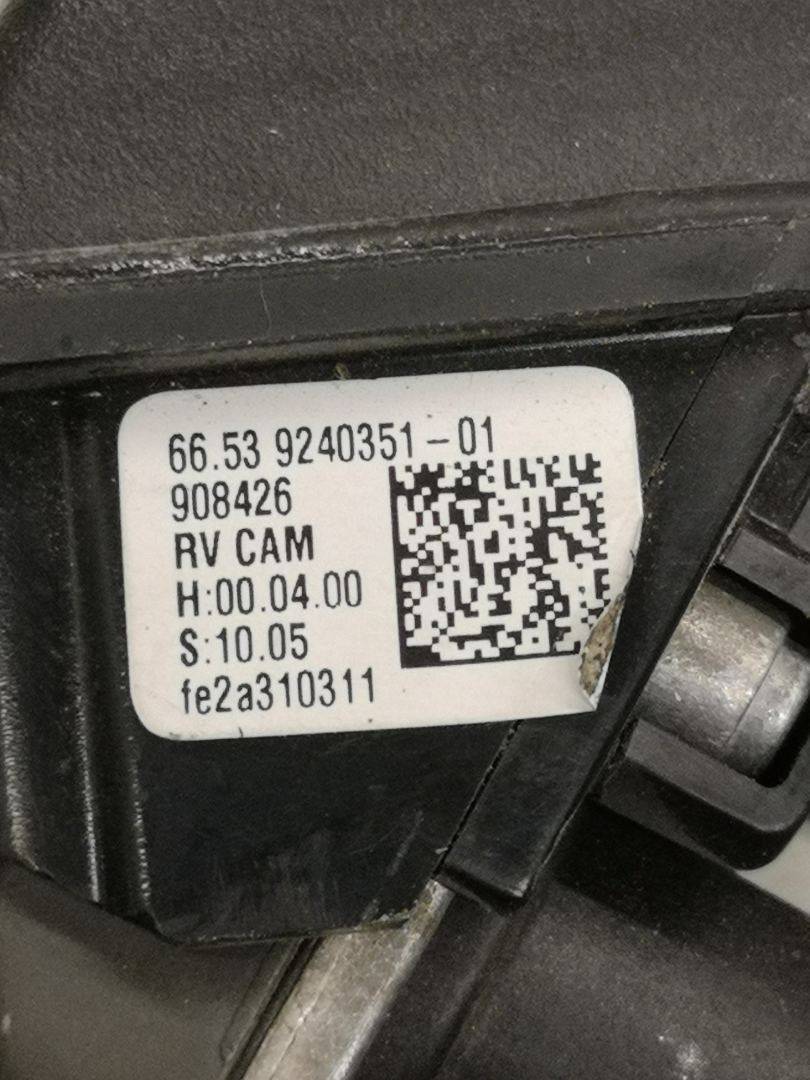 66.53 9240351-01
908426
RV CAM
H:00.04.00
S:10.05
fe2a310311